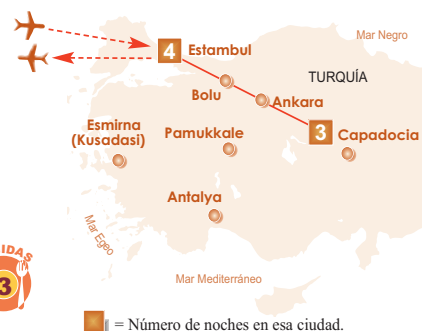 Mar Negro
4 Estambul
TURQUÍA
Bolu
Ankara
Esmirna
(Kusadasi)
Pamukkale
3 Capadocia
Antalya
Mar Egeo
IDAS
3
Mar Mediterráneo
= Número de noches en esa ciudad.